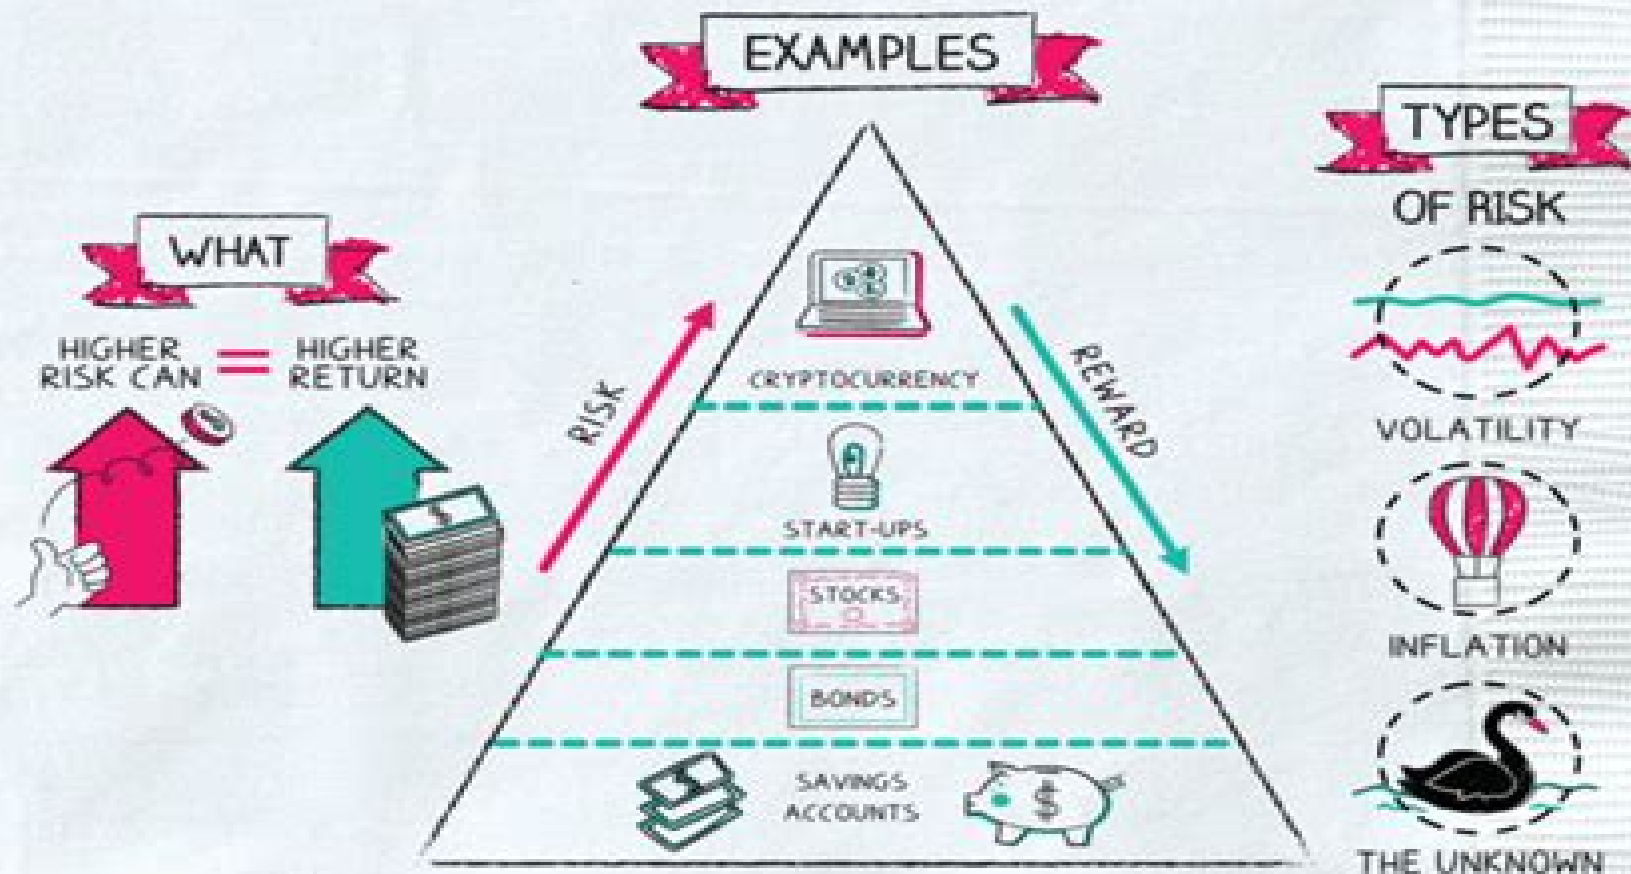 EXAMPLES
WHAT
HIGHER
RISK CAN
=
HIGHER
RETURN
RISK
REWARD
CRYPTOCURRENCY
START-UPS
STOCKS
BONDS
SAVINGS
ACCOUNTS
$
$
TYPES
OF RISK
VOLATILITY
INFLATION
THE UNKNOWN